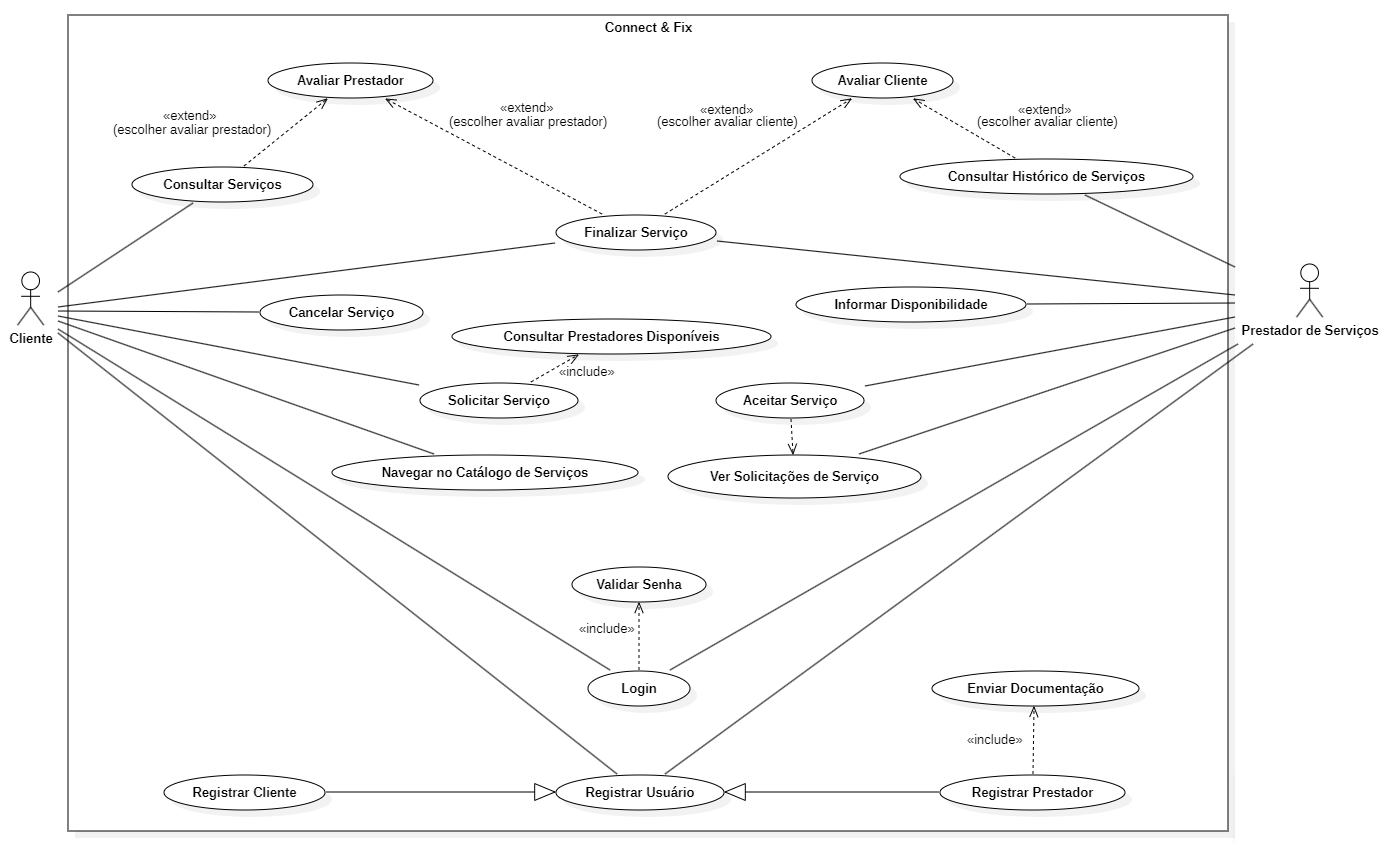 Connect & Fix
Avaliar Prestador
Avaliar Cliente
«extend»
(escolher avaliar prestador)
«extend»
(escolher avaliar prestador)
«extend»
(escolher avaliar cliente)
«extend»
(escolher avaliar cliente)
Consultar Serviços
Consultar Histórico de Serviços
Finalizar Serviço
Cancelar Serviço
Informar Disponibilidade
Cliente
Prestador de Serviços
Consultar Prestadores Disponíveis
«include»
Solicitar Serviço
Aceitar Serviço
Navegar no Catálogo de Serviços
Ver Solicitações de Serviço
Validar Senha
«include»
Login
Enviar Documentação
«include»
Registrar Cliente
Registrar Usuário
Registrar Prestador